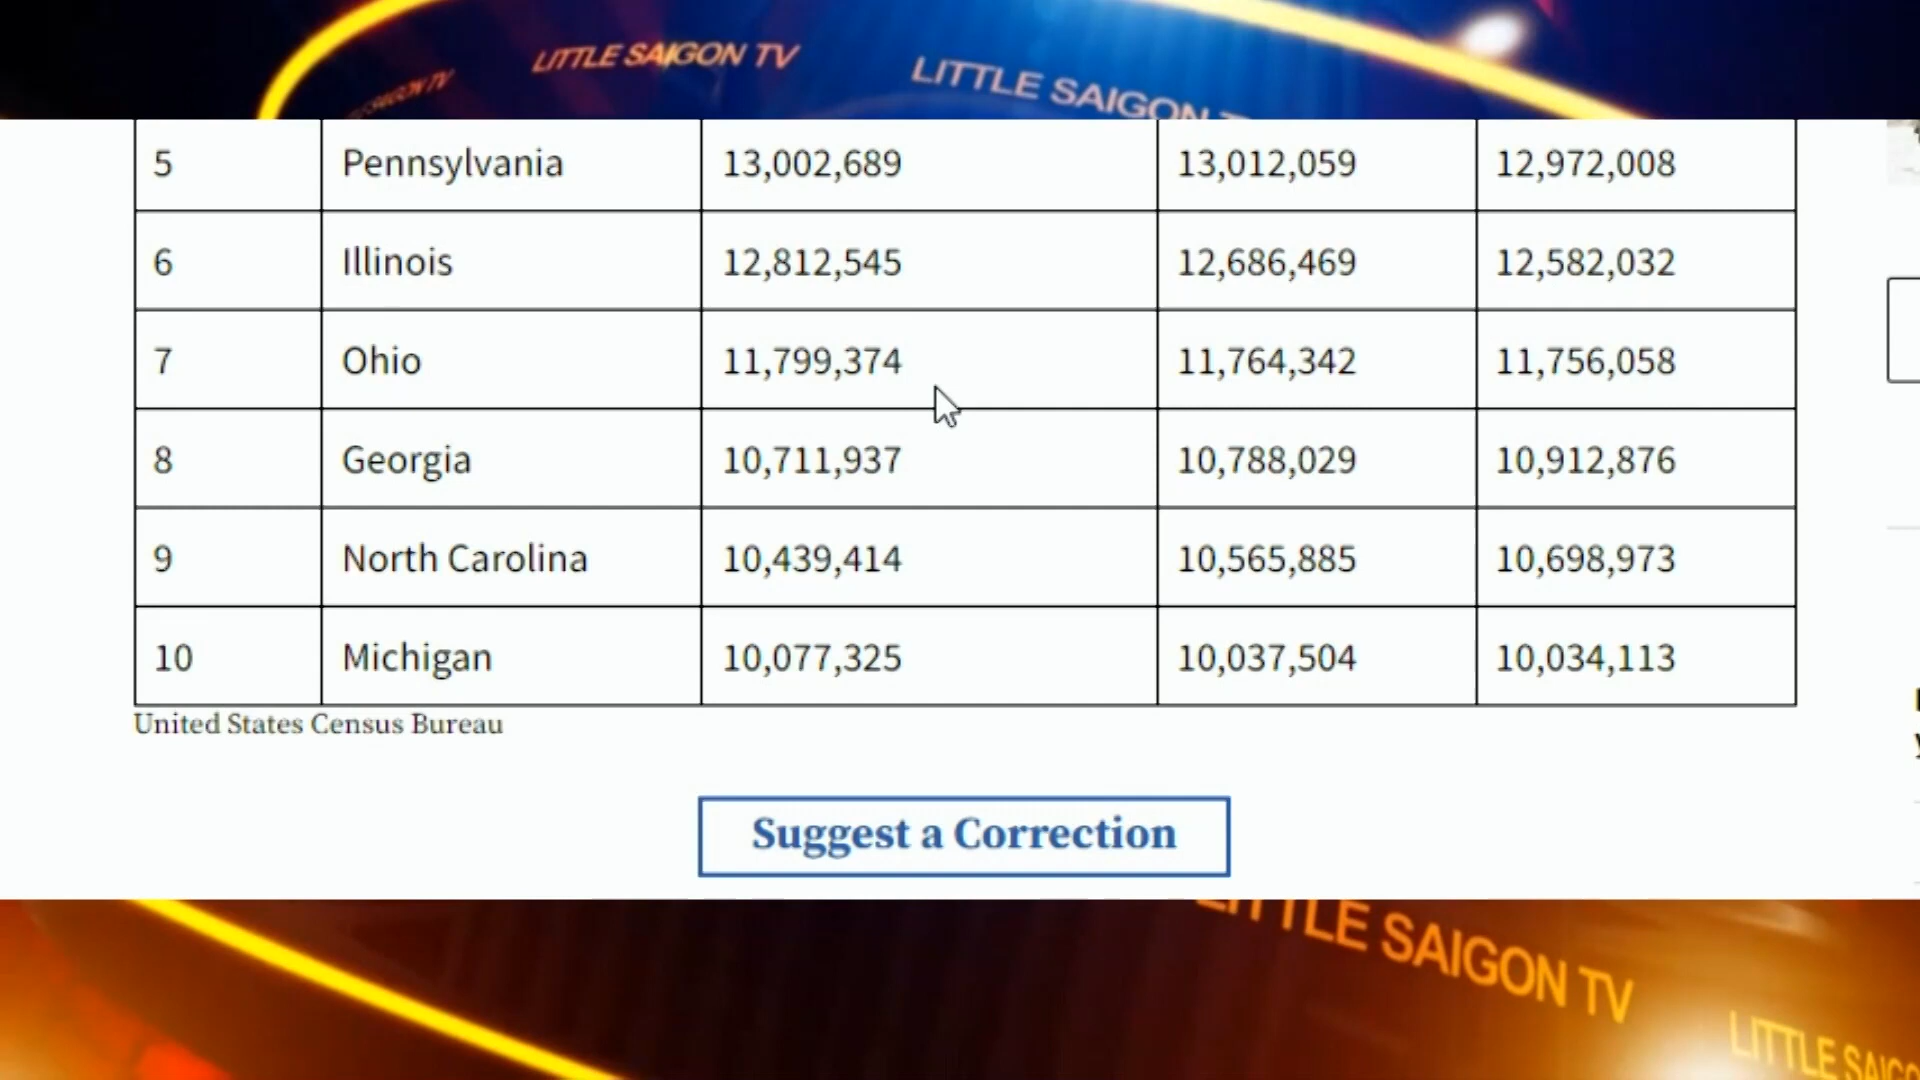 LITTLE SAIGON TV
LITTLE SAIGON
5 Pennsylvania 13,002,689 13,012,059 12,972,008
6 Illinois 12,812,545 12,686,469 12,582,032
7 Ohio 11,799,374 11,764,342 11,756,058
8 Georgia 10,711,937 10,788,029 10,912,876
9 North Carolina 10,439,414 10,565,885 10,698,973
10 Michigan 10,077,325 10,037,504 10,034,113
United States Census Bureau
Suggest a Correction
LITTLE SAIGON TV
LITTLE